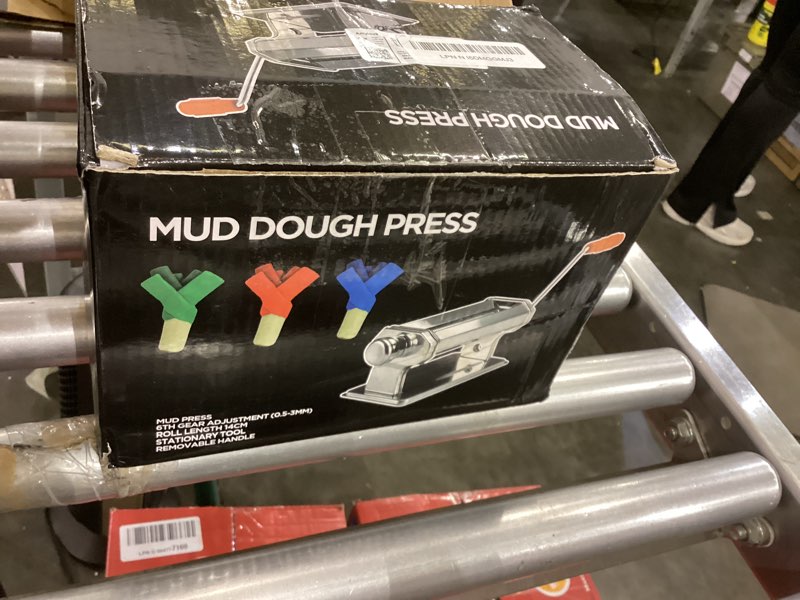 MUD DOUGH PRESS
MUD DOUGH PRESS
MUD PRESS
6TH GEAR ADJUSTMENT (0.5-3MM)
ROLL LENGTH 14CM
STATIONARY TOOL
REMOVABLE HANDLE